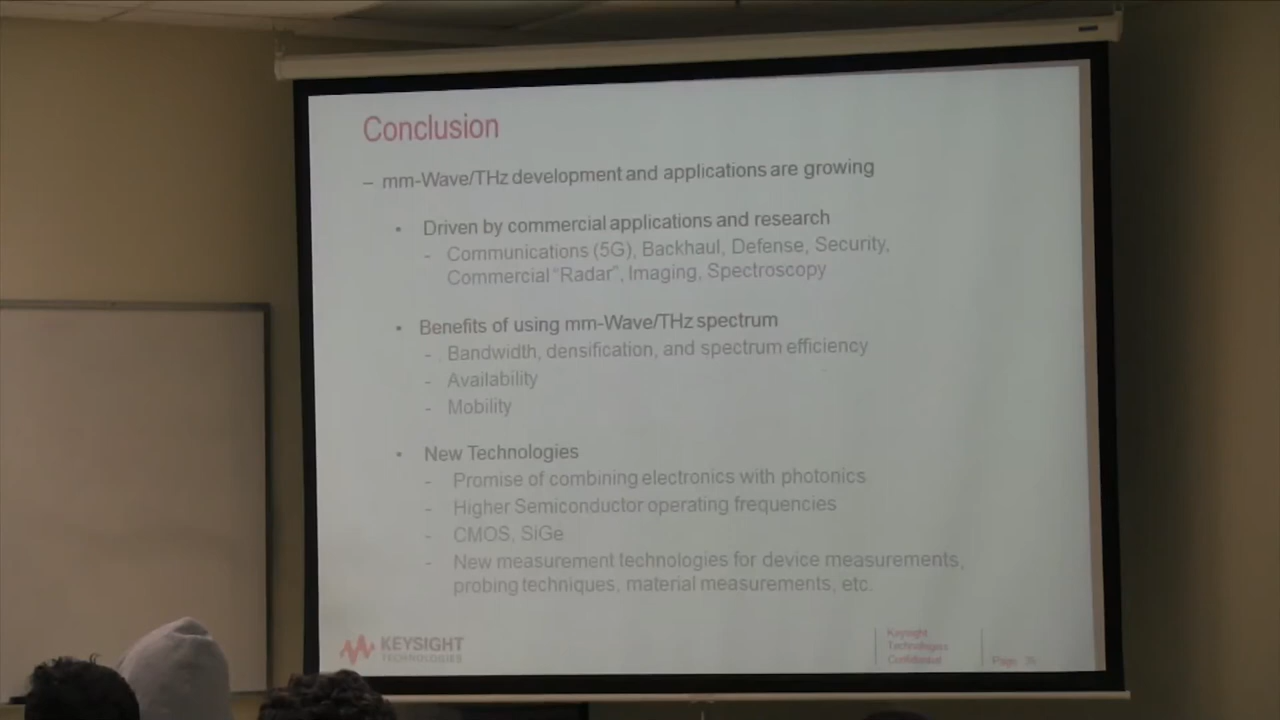 Conclusion
– mm-Wave/THz development and applications are growing
• Driven by commercial applications and research
- Communications (5G), Backhaul, Defense, Security,
Commercial "Radar", Imaging, Spectroscopy
• Benefits of using mm-Wave/THz spectrum
- Bandwidth, densification, and spectrum efficiency
- Availability
- Mobility
• New Technologies
- Promise of combining electronics with photonics
- Higher Semiconductor operating frequencies
- CMOS, SiGe
- New measurement technologies for device measurements,
probing techniques, material measurements, etc.
KEYSIGHT
TECHNOLOGIES
Keysight
Technologies
Confidential
Page